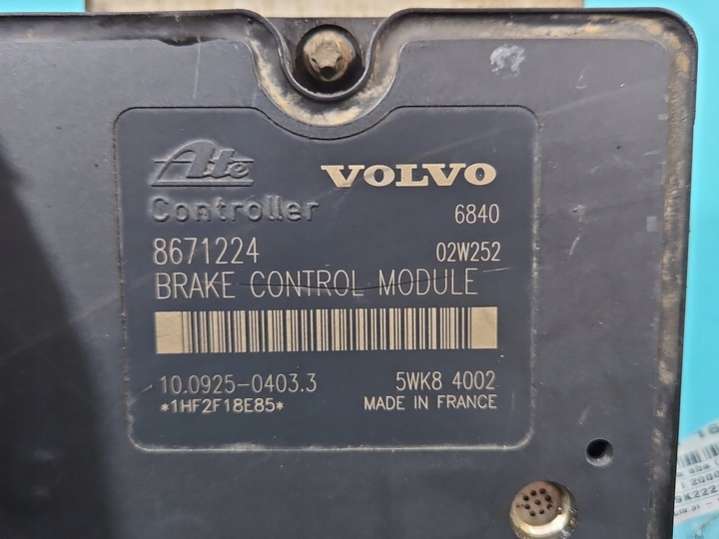 Ate VOLVO
Controller 6840
8671224 02W252
BRAKE CONTROL MODULE
10.0925-0403.3 5WK8 4002
*1HF2F18E85* MADE IN FRANCE